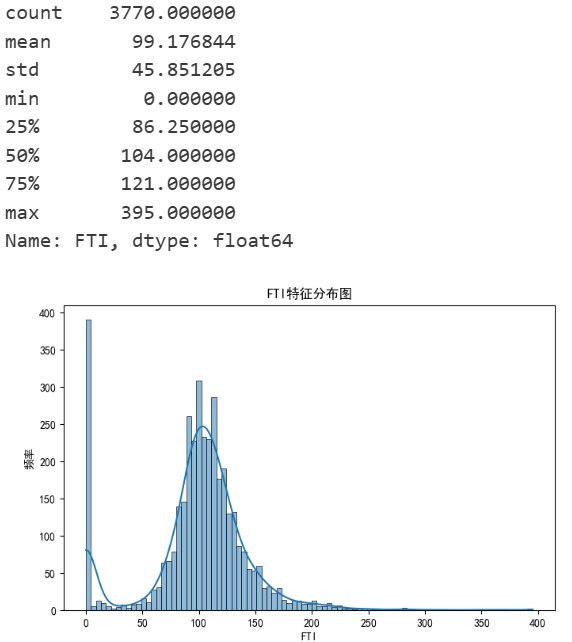 count 3770.000000
mean 99.176844
std 45.851205
min 0.000000
25% 86.250000
50% 104.000000
75% 121.000000
max 395.000000
Name: FTI, dtype: float64
FTI特征分布图
400
350
300
250
200
150
100
50
0
频率
0 50 100 150 200 250 300 350 400
FTI